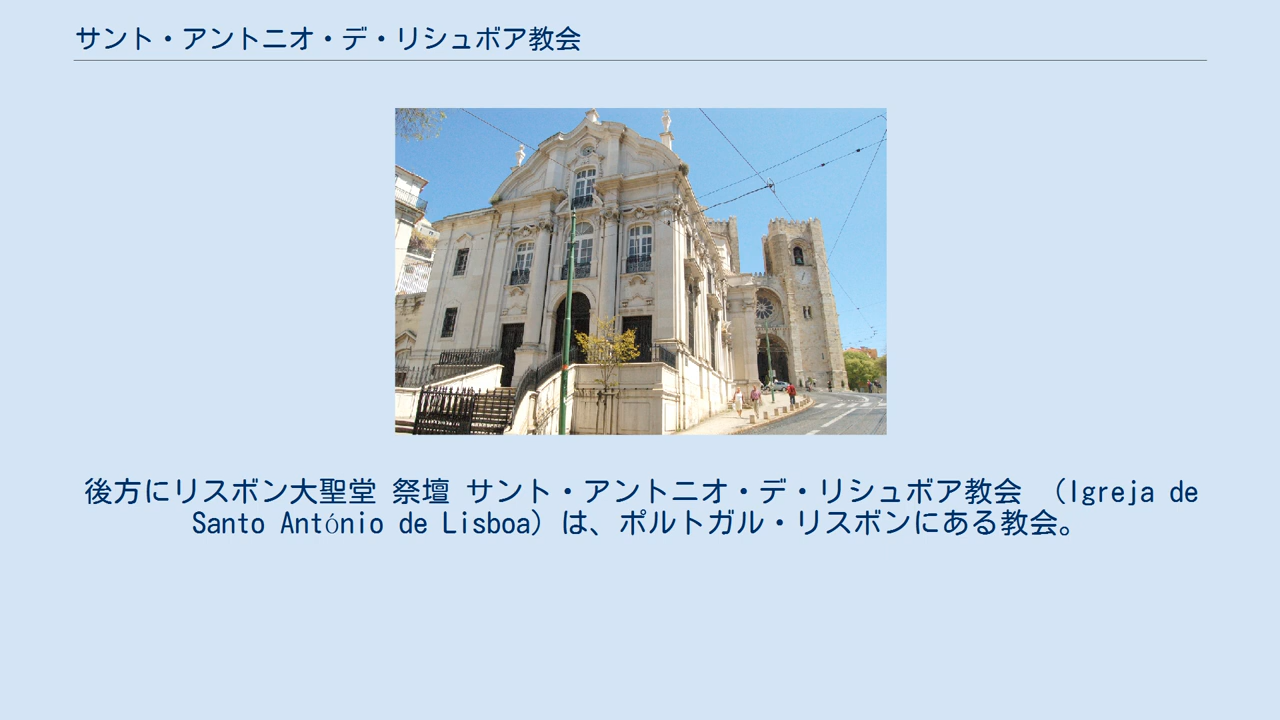 サント・アントニオ・デ・リシュボア教会
後方にリスボン大聖堂 祭壇 サント・アントニオ・デ・リシュボア教会 （Igreja de
Santo António de Lisboa）は、ポルトガル・リスボンにある教会。